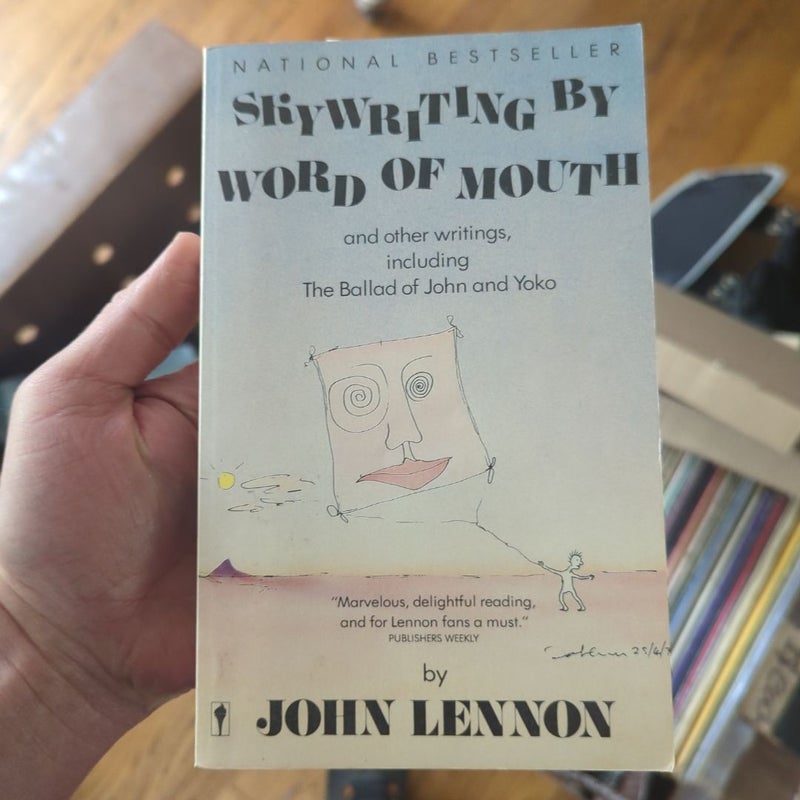 NATIONAL BESTSELLER
SKYWRITING BY
WORD OF MOUTH
and other writings,
including
The Ballad of John and Yoko
"Marvelous, delightful reading,
and for Lennon fans a must."
PUBLISHERS WEEKLY
by
JOHN LENNON